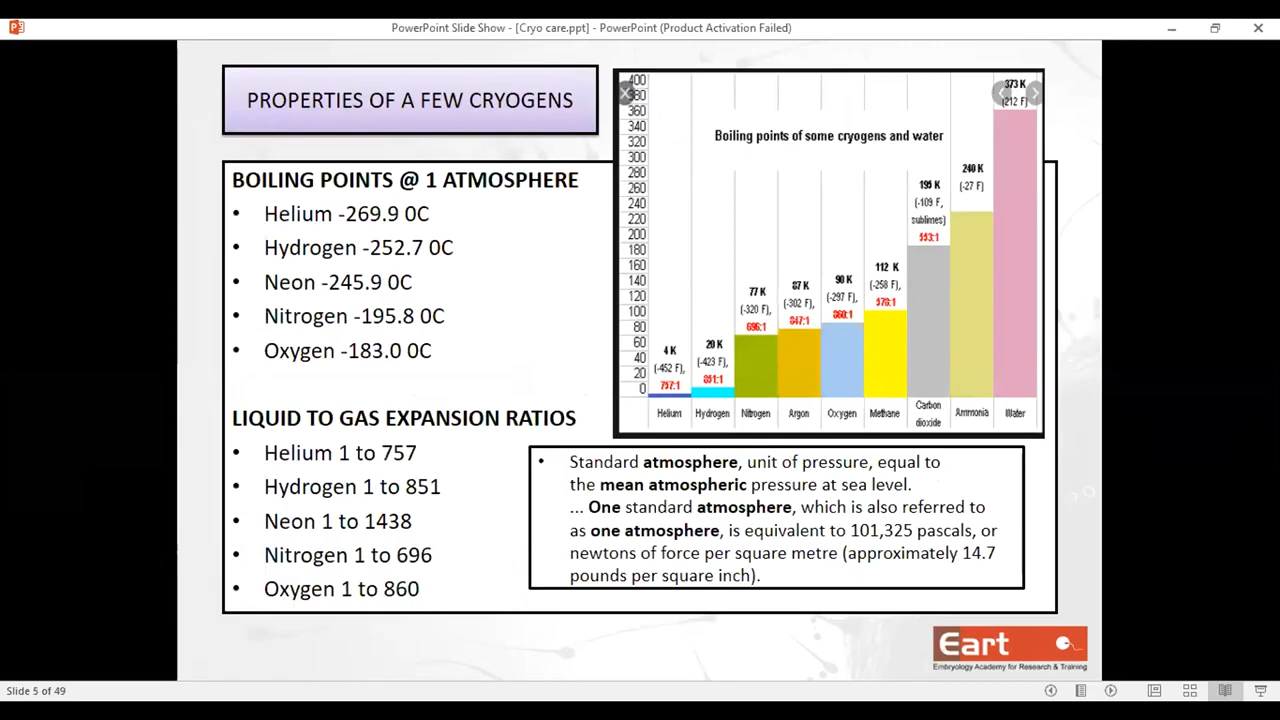 PowerPoint Slide Show - [Cryo care.ppt] - PowerPoint (Product Activation Failed)
PROPERTIES OF A FEW CRYOGENS
BOILING POINTS @ 1 ATMOSPHERE
• Helium -269.9 0C
• Hydrogen -252.7 0C
• Neon -245.9 0C
• Nitrogen -195.8 0C
• Oxygen -183.0 0C
LIQUID TO GAS EXPANSION RATIOS
• Helium 1 to 757
• Hydrogen 1 to 851
• Neon 1 to 1438
• Nitrogen 1 to 696
• Oxygen 1 to 860
Boiling points of some cryogens and water
400
380
360
340
320
300
280
260
240
220
200
180
160
140
120
100
80
60
40
20
0
4 K
(-452 F),
757:1
Helium
20 K
(-423 F),
851:1
Hydrogen
77 K
(-320 F),
696:1
Nitrogen
87 K
(-302 F),
847:1
Argon
90 K
(-297 F),
860:1
Oxygen
112 K
(-258 F),
Methane
195 K
(-109 F,
sublimes)
553:1
Carbon
dioxide
240 K
(-27 F)
Ammonia
373 K
(212 F)
Water
• Standard atmosphere, unit of pressure, equal to
the mean atmospheric pressure at sea level.
... One standard atmosphere, which is also referred to
as one atmosphere, is equivalent to 101,325 pascals, or
newtons of force per square metre (approximately 14.7
pounds per square inch).
Eart
Embryology Academy for Research & Training
Slide 5 of 49